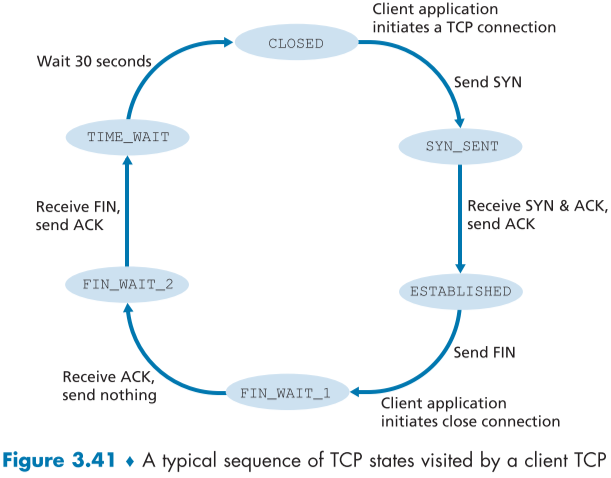 Client application
initiates a TCP connection
CLOSED
Wait 30 seconds
Send SYN
TIME_WAIT
SYN_SENT
Receive FIN,
send ACK
Receive SYN & ACK,
send ACK
FIN_WAIT_2
ESTABLISHED
Send FIN
Receive ACK,
send nothing
FIN_WAIT_1
Client application
initiates close connection
Figure 3.41 ♦ A typical sequence of TCP states visited by a client TCP